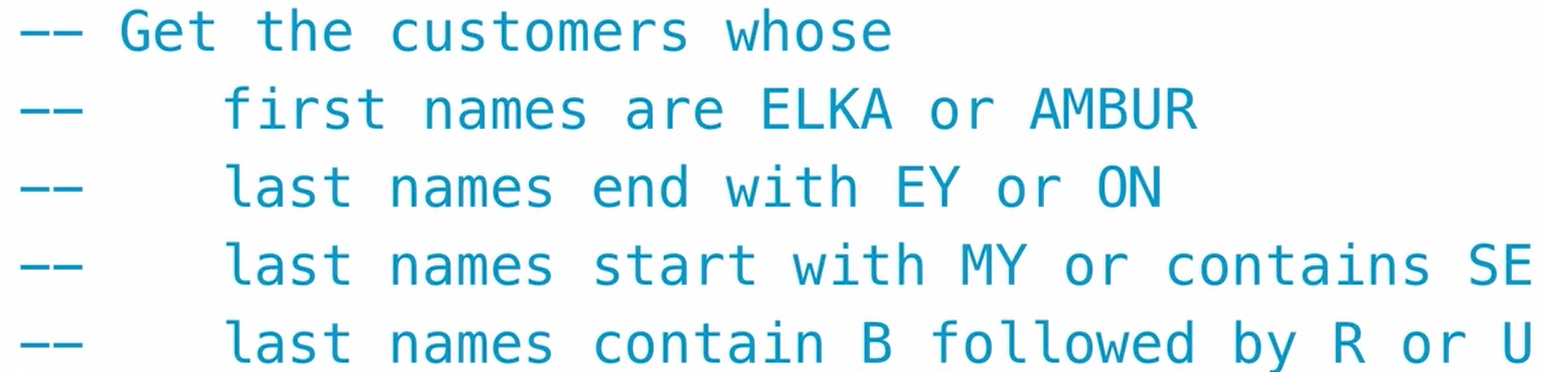 -- Get the customers whose
--    first names are ELKA or AMBUR
--    last names end with EY or ON
--    last names start with MY or contains SE
--    last names contain B followed by R or U